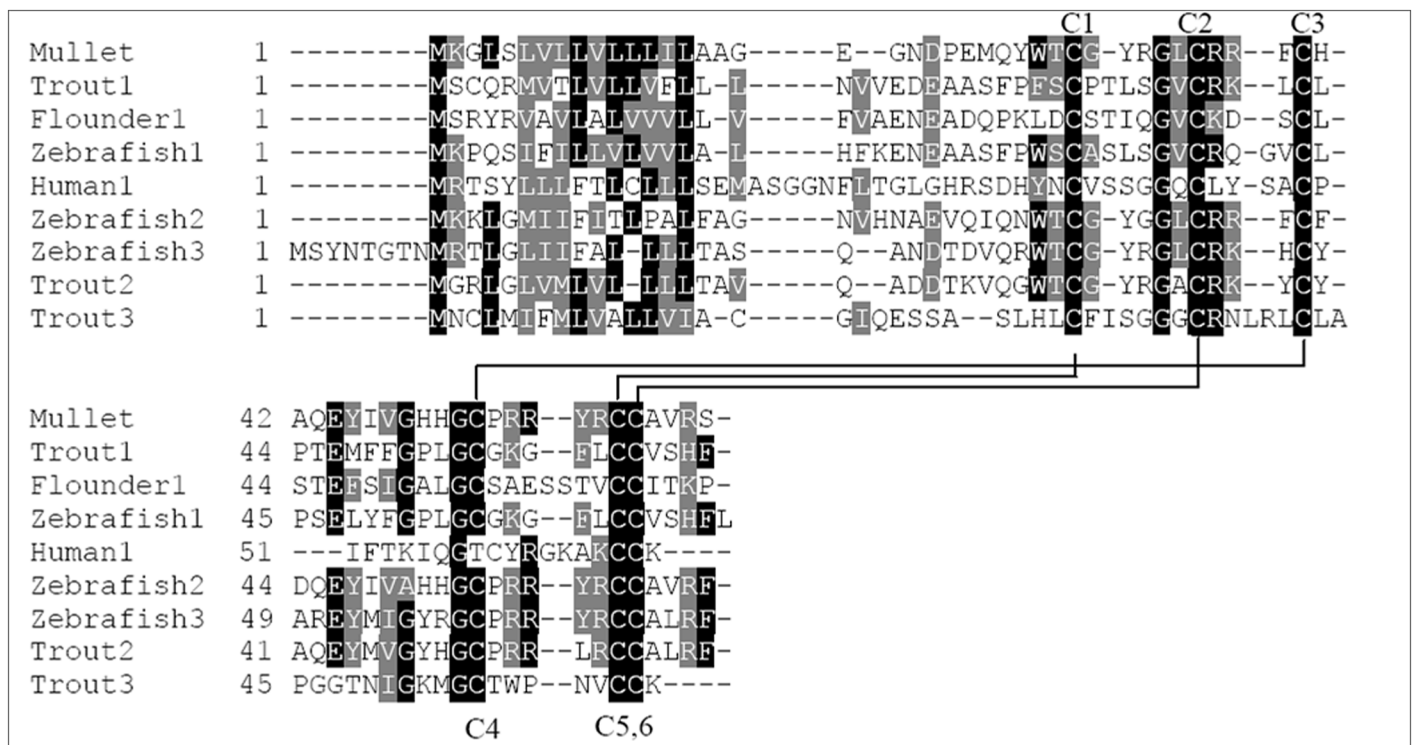 C1 C2 C3
Mullet 1 --------MKGLSLVLLVLLLILAAG-----E--GNDPEMQYWTCG-YRGLCRR--FCH-
Trout1 1 --------MSCQRMVTLVLLVFLL-L-----NVVEDEAASFPFSCPTLSGVCRK--LCL-
Flounder1 1 --------MSRYRVAVLALVVVLL-V-----FVAENEADQPKLDCSTIQGVCKD--SCL-
Zebrafish1 1 --------MKPQSIFILLVLVVLA-L-----HFKENEAASFPWSCASLSGVCRQ-GVCL-
Human1 1 --------MRTSYLLLFTLCLLLSEMASGGNFLTGLGHRSDHYNCVSSGGQCLY-SACP-
Zebrafish2 1 --------MKKLGMIIFITLPALFAG-----NVHNAEVQIQNWTCG-YGGLCRR--FCF-
Zebrafish3 1 MSYNTGTNMRTLGLIIFAL-LLLTAS-----Q--ANDTDVQRWTCG-YRGLCRK--HCY-
Trout2 1 --------MGRLGLVMLVL-LLLTAV-----Q--ADDTKVQGWTCG-YRGACRK--YCY-
Trout3 1 --------MNCLMIFMLVALLVIA-C-----GIQESSA--SLHLCFISGGGCRNLRLCLA
Mullet 42 AQEYIVGHHGCPRR--YRCCAVRS-
Trout1 44 PTEMFFGPLGCGKG--FLCCVSHF-
Flounder1 44 STEFSIGALGCSAESSTVCCITKP-
Zebrafish1 45 PSELYFGPLGCGKG--FLCCVSHFL
Human1 51 ---IFTKIQGTCYRGKAKCCK----
Zebrafish2 44 DQEYIVAHHGCPRR--YRCCAVRF-
Zebrafish3 49 AREYMIGYRGCPRR--YRCCALRF-
Trout2 41 AQEYMVGYHGCPRR--LRCCALRF-
Trout3 45 PGGTNIGKMGCTWP--NVCCK----
C4 C5,6